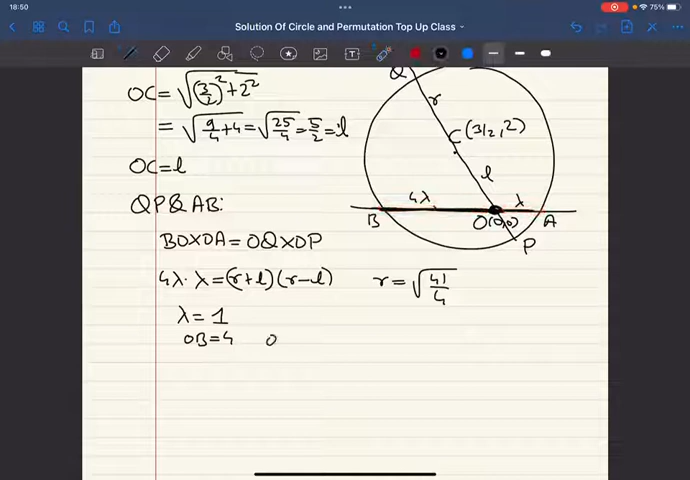 18:50
75%
Solution Of Circle and Permutation Top Up Class
OC=√((3/2)²+2²)
=√(9/4+4)=√(25/4)=5/2=l
OC=l
QP&AB:
BO×OA=OQ×OP
4λ·λ=(r+l)(r-l)
r=√(41/4)
λ=1
OB=4 O
Q
r
C(3/2,2)
l
4λ
λ
B
O(0,0)
A
P